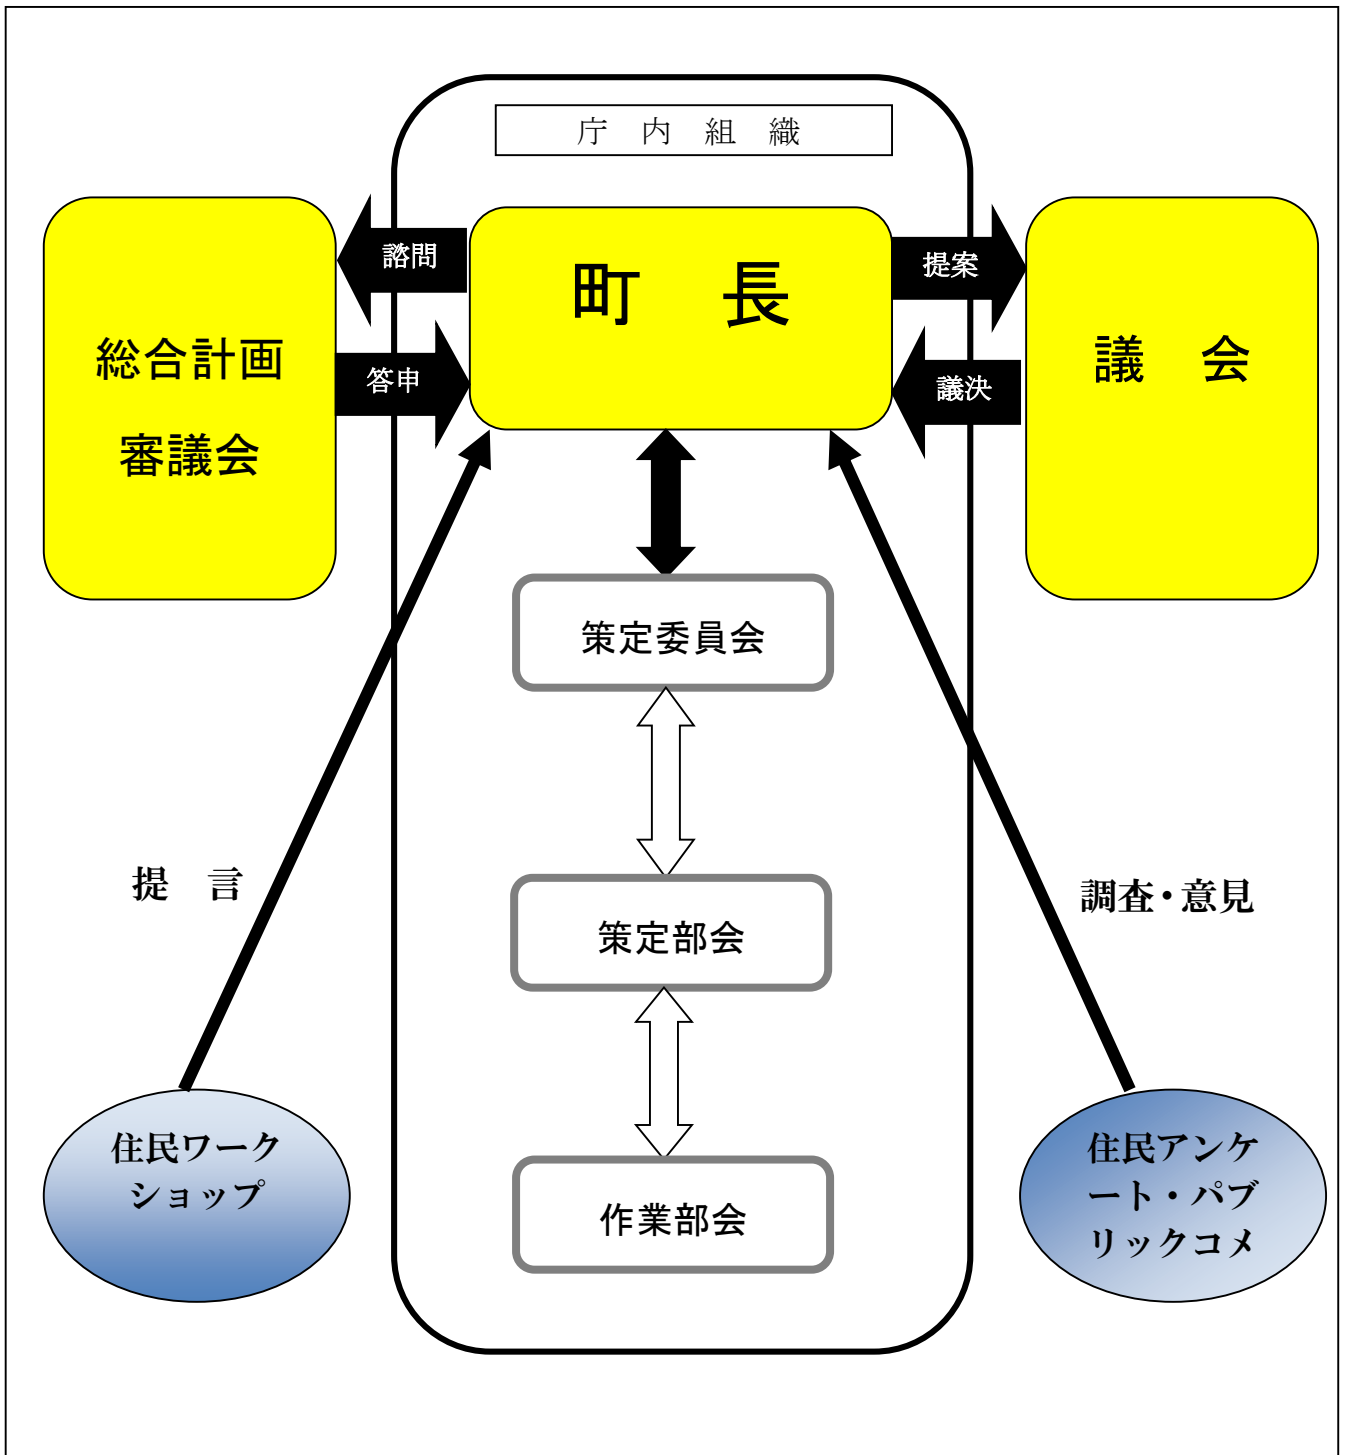 庁　内　組　織
諮問
町　長
提案
総合計画
審議会
答申
議決
議　会
策定委員会
提　言
策定部会
調査・意見
住民ワーク
ショップ
作業部会
住民アンケ
ート・パブ
リックコメ